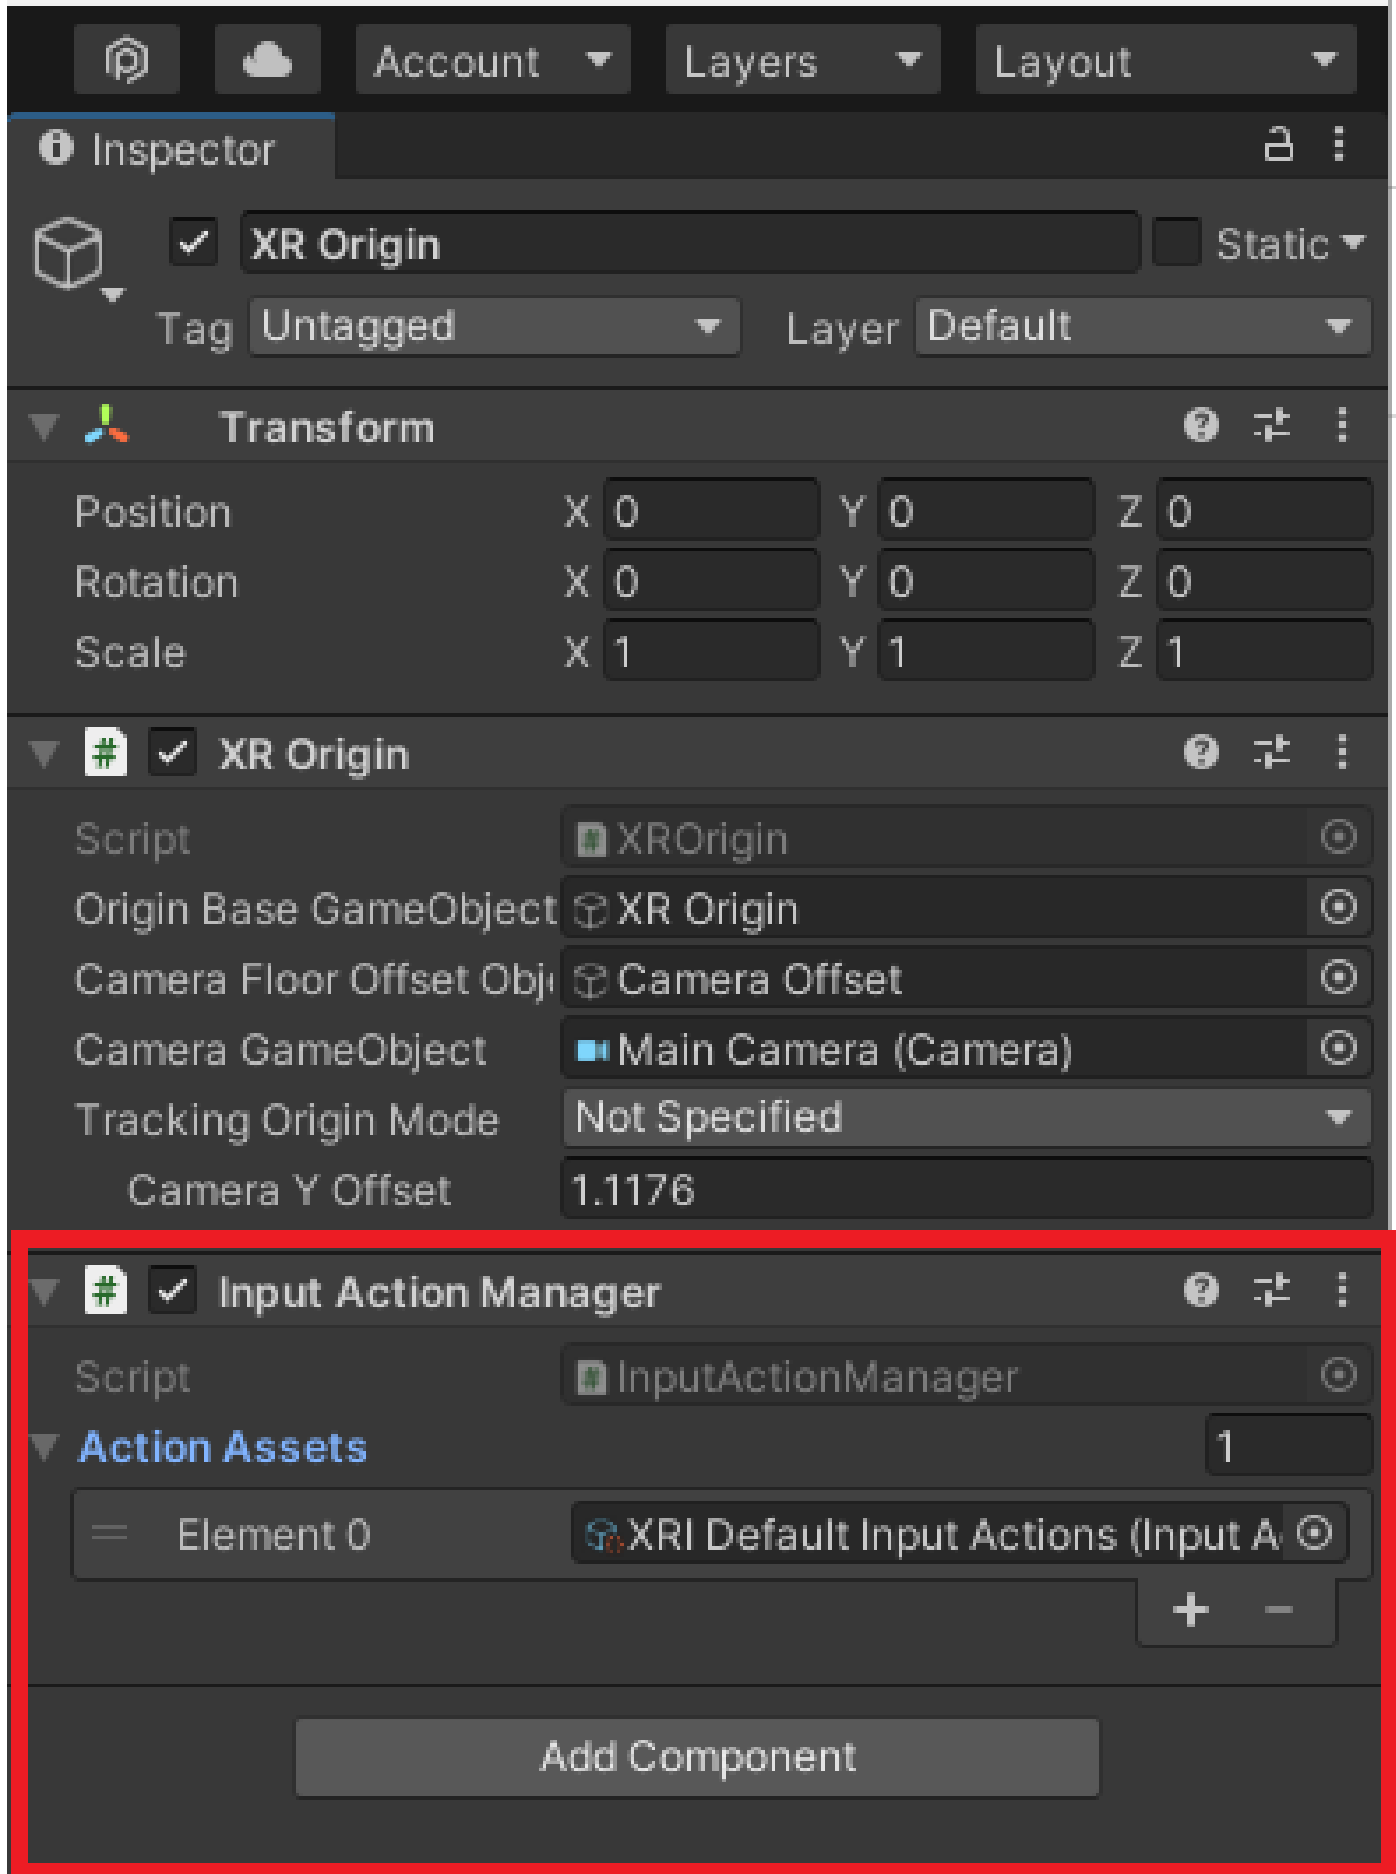 Account Layers Layout
Inspector
XR Origin Static
Tag Untagged Layer Default
Transform
Position X 0 Y 0 Z 0
Rotation X 0 Y 0 Z 0
Scale X 1 Y 1 Z 1
# XR Origin
Script # XROrigin
Origin Base GameObject XR Origin
Camera Floor Offset Obj Camera Offset
Camera GameObject Main Camera (Camera)
Tracking Origin Mode Not Specified
Camera Y Offset 1.1176
# Input Action Manager
Script # InputActionManager
Action Assets 1
Element 0 XRI Default Input Actions (Input A
+ −
Add Component